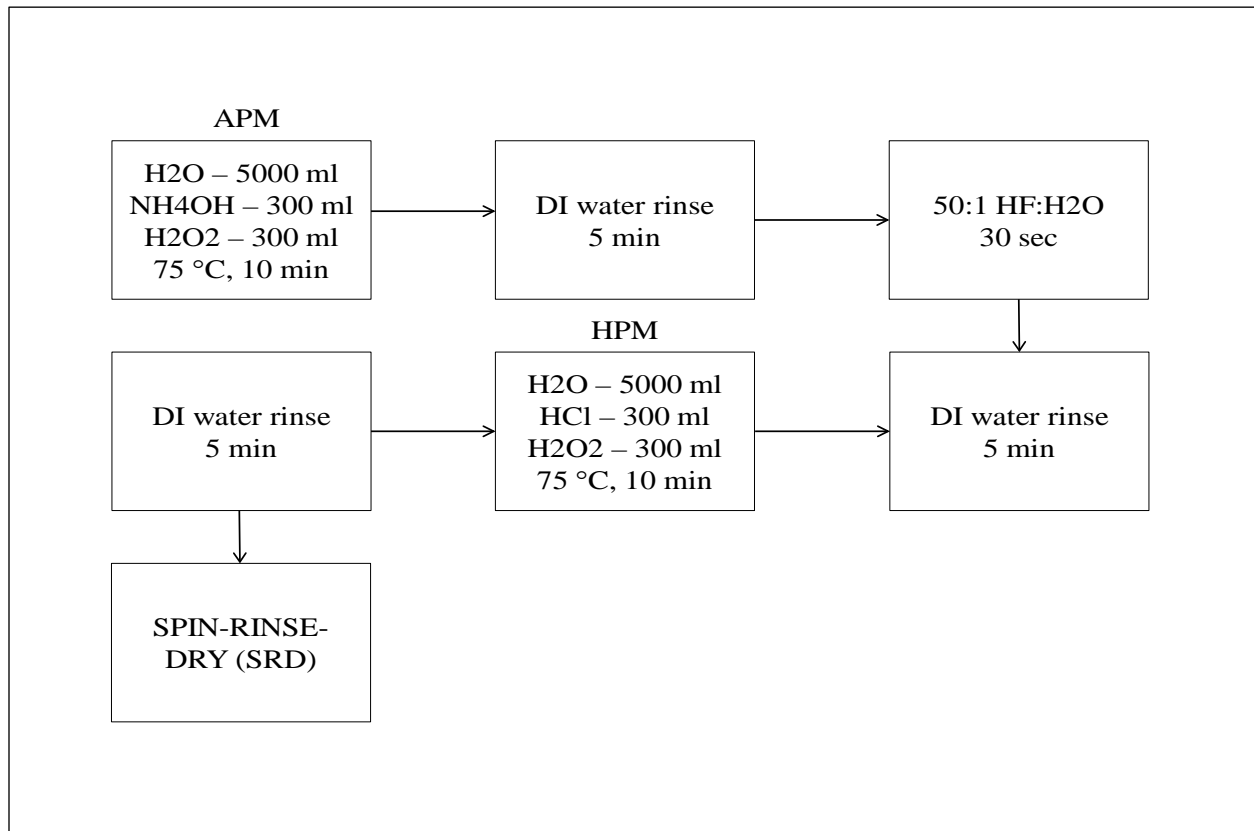 APM
H2O – 5000 ml
NH4OH – 300 ml
H2O2 – 300 ml
75 °C, 10 min
DI water rinse
5 min
50:1 HF:H2O
30 sec
DI water rinse
5 min
HPM
H2O – 5000 ml
HCl – 300 ml
H2O2 – 300 ml
75 °C, 10 min
DI water rinse
5 min
SPIN-RINSE-
DRY (SRD)